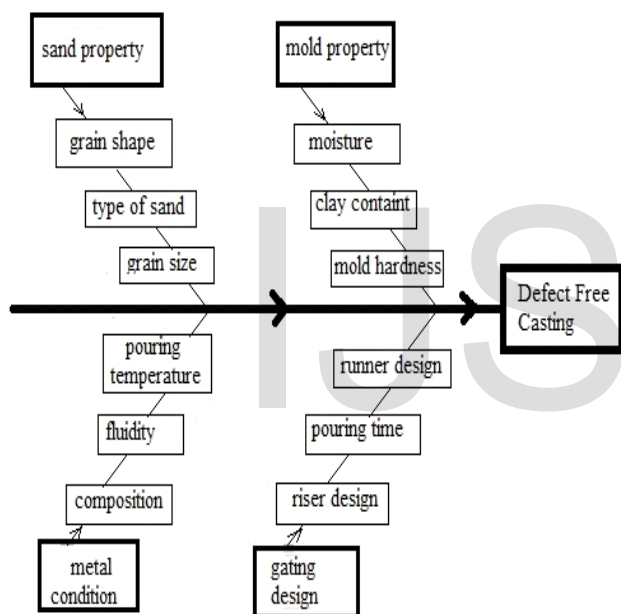 sand property
mold property
grain shape
moisture
type of sand
clay containt
grain size
mold hardness
Defect Free
Casting
pouring
temperature
runner design
fluidity
pouring time
composition
riser design
metal
condition
gating
design
IJS